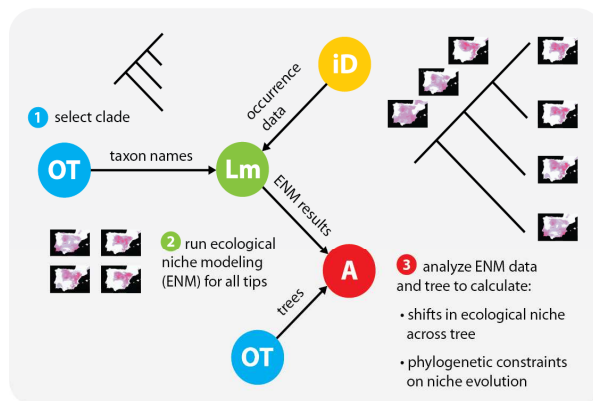 1 select clade
OT
taxon names
Lm
iD
occurrence
data
ENM results
2 run ecological
niche modeling
(ENM) for all tips
A
trees
OT
3 analyze ENM data
and tree to calculate:
• shifts in ecological niche
across tree
• phylogenetic constraints
on niche evolution